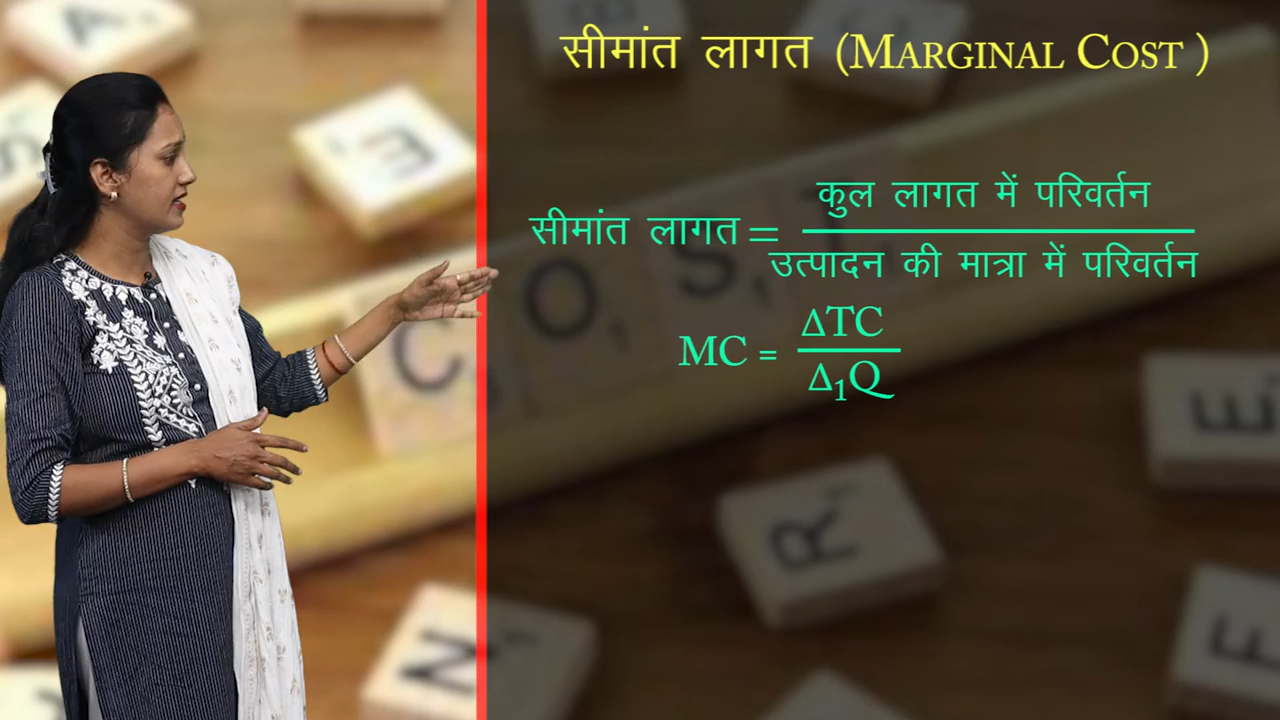 सीमांत लागत (MARGINAL COST )
सीमांत लागत = कुल लागत में परिवर्तन
उत्पादन की मात्रा में परिवर्तन
MC = ΔTC
Δ1Q
A
B
S
E
C O S T
E
R
N
E